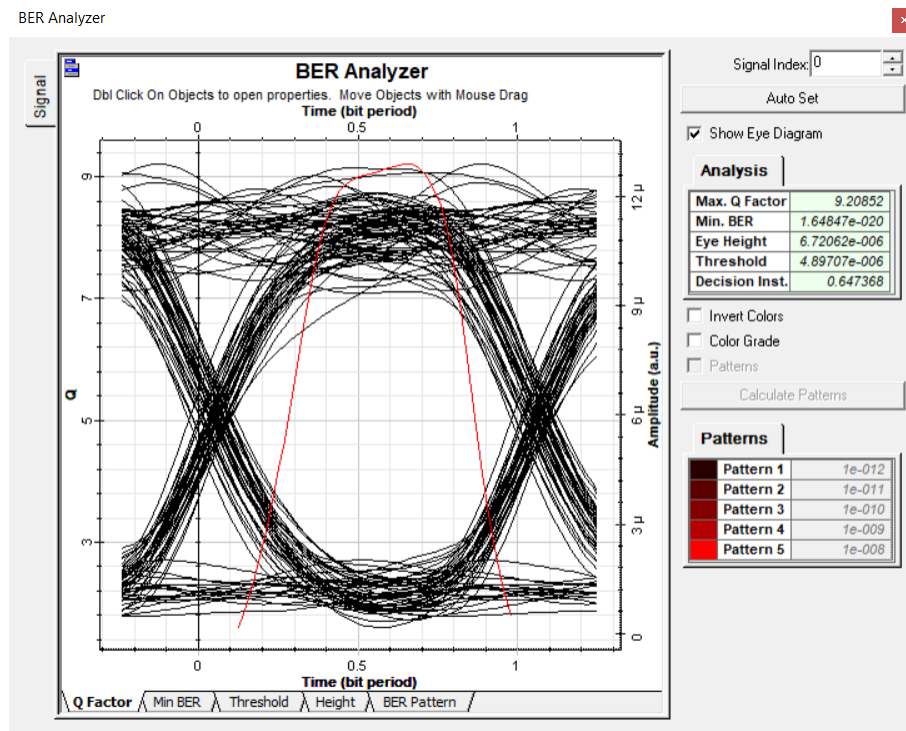 BER Analyzer
×
Signal
BER Analyzer
Dbl Click On Objects to open properties. Move Objects with Mouse Drag
Time (bit period)
0 0.5 1
9
7
5
3
Q
12 µ
9 µ
6 µ
3 µ
0
Amplitude (a.u.)
0 0.5 1
Time (bit period)
Q Factor Min BER Threshold Height BER Pattern
Signal Index: 0
Auto Set
Show Eye Diagram
Analysis
Max. Q Factor 9.20852
Min. BER 1.64847e-020
Eye Height 6.72062e-006
Threshold 4.89707e-006
Decision Inst. 0.647368
Invert Colors
Color Grade
Patterns
Calculate Patterns
Patterns
Pattern 1 1e-012
Pattern 2 1e-011
Pattern 3 1e-010
Pattern 4 1e-009
Pattern 5 1e-008